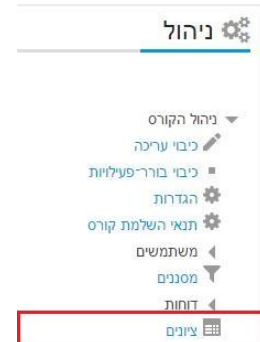 ניהול
ניהול הקורס
כיבוי עריכה
כיבוי בורר-פעילויות
הגדרות
תנאי השלמת קורס
משתמשים
מסננים
דוחות
ציונים